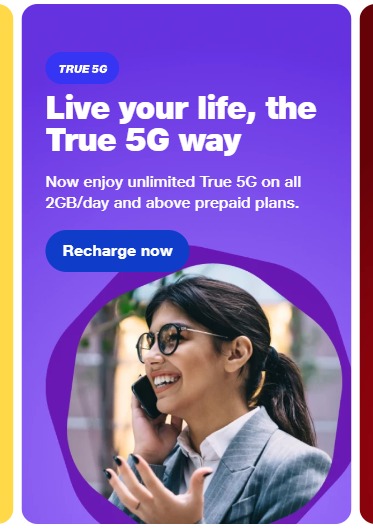 TRUE 5G
Live your life, the
True 5G way
Now enjoy unlimited True 5G on all
2GB/day and above prepaid plans.
Recharge now